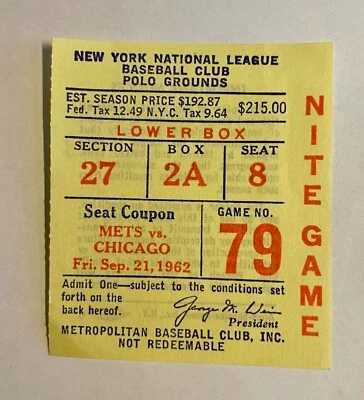 NEW YORK NATIONAL LEAGUE
BASEBALL CLUB
POLO GROUNDS
EST. SEASON PRICE $192.87
Fed. Tax 12.49 N.Y.C. Tax 9.64
$215.00
LOWER BOX
SECTION
27
BOX
2A
SEAT
8
Seat Coupon
METS vs.
CHICAGO
Fri. Sep. 21, 1962
GAME NO.
79
NITE GAME
Admit One—subject to the conditions set
forth on the
back hereof.
George M. Weiss
President
METROPOLITAN BASEBALL CLUB, INC.
NOT REDEEMABLE